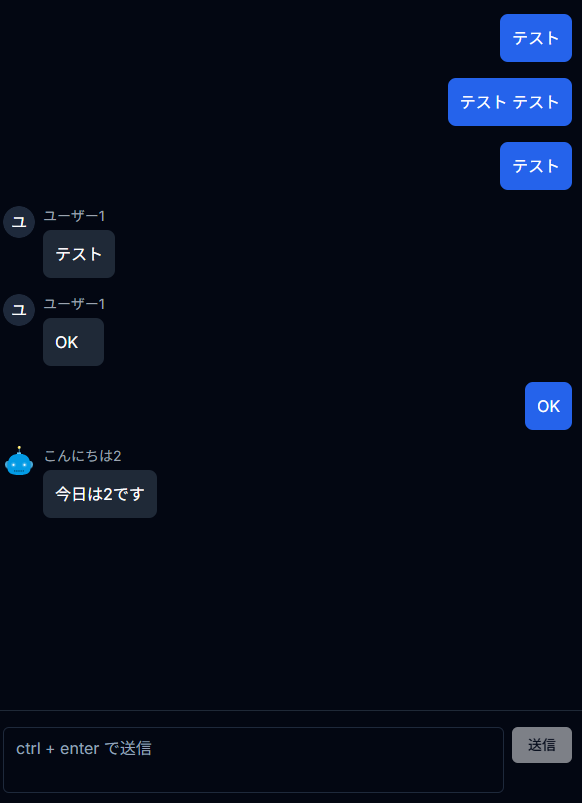 テスト
テスト テスト
テスト
ユ
ユーザー1
テスト
ユ
ユーザー1
OK
OK
こんにちは2
今日は2です
ctrl + enter で送信
送信